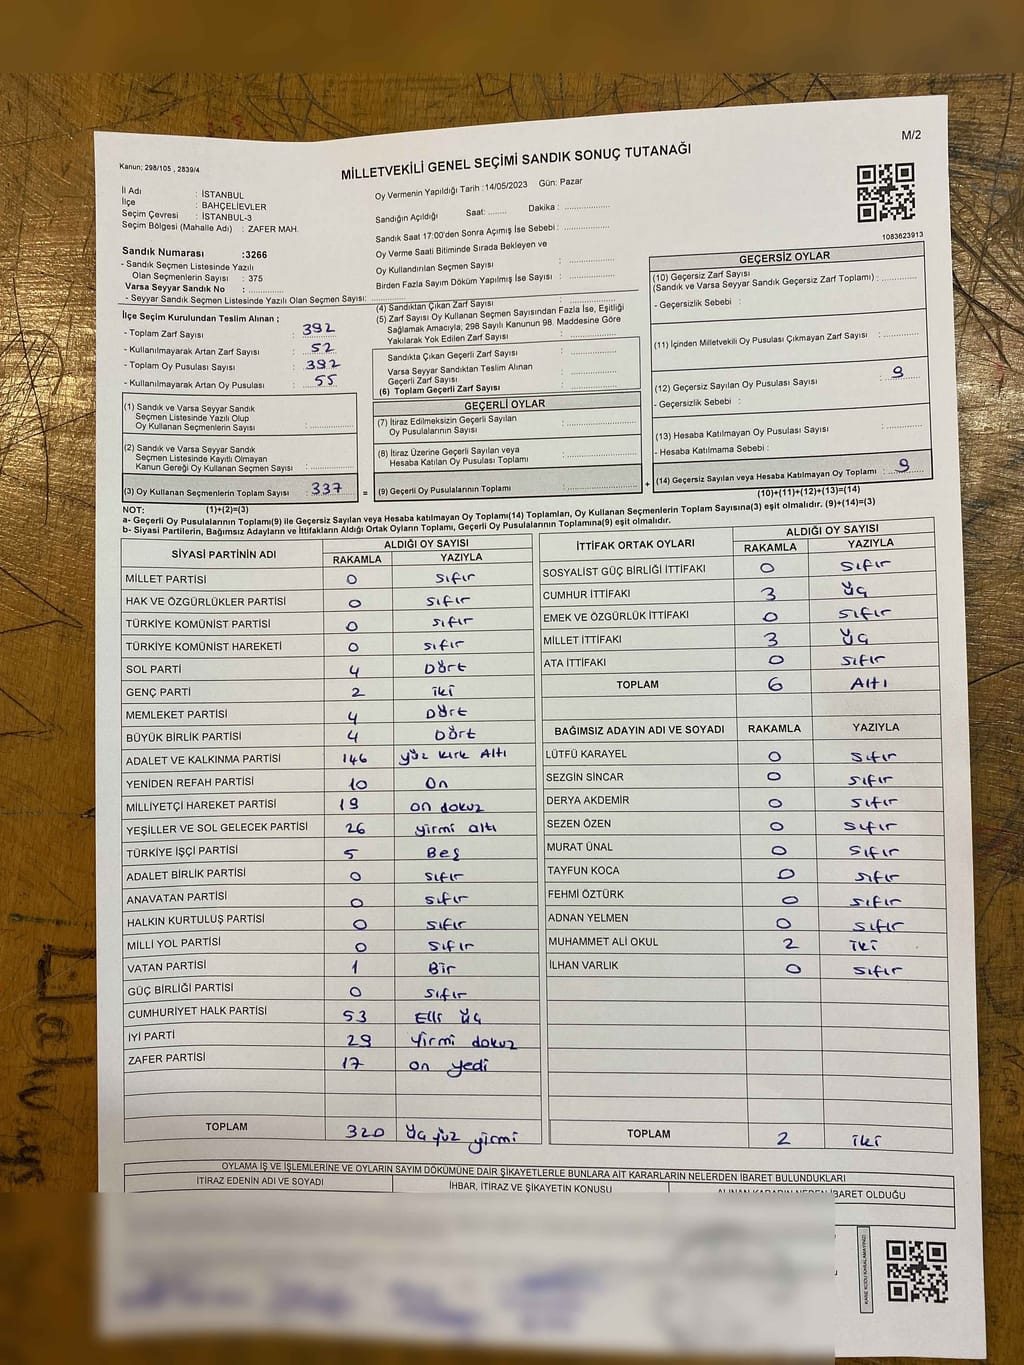 M/2
Kanun; 298/105 , 2839/4
MİLLETVEKİLİ GENEL SEÇİMİ SANDIK SONUÇ TUTANAĞI
İl Adı : İSTANBUL
İlçe : BAHÇELİEVLER
Seçim Çevresi : İSTANBUL-3
Seçim Bölgesi (Mahalle Adı) : ZAFER MAH.
Sandık Numarası :3266
- Sandık Seçmen Listesinde Yazılı
Olan Seçmenlerin Sayısı : 375
Varsa Seyyar Sandık No :
- Seyyar Sandık Seçmen Listesinde Yazılı Olan Seçmen Sayısı:
Oy Vermenin Yapıldığı Tarih :14/05/2023 Gün: Pazar
Sandığın Açıldığı Saat: Dakika :
Sandık Saat 17:00'den Sonra Açımış İse Sebebi :
Oy Verme Saati Bitiminde Sırada Bekleyen ve
Oy Kullandırılan Seçmen Sayısı :
Birden Fazla Sayım Döküm Yapılmış İse Sayısı :
1083623913
İlçe Seçim Kurulundan Teslim Alınan ;
- Toplam Zarf Sayısı : 392
- Kullanılmayarak Artan Zarf Sayısı : 52
- Toplam Oy Pusulası Sayısı : 392
- Kullanılmayarak Artan Oy Pusulası : 55
(1) Sandık ve Varsa Seyyar Sandık
Seçmen Listesinde Yazılı Olup
Oy Kullanan Seçmenlerin Sayısı :
(2) Sandık ve Varsa Seyyar Sandık
Seçmen Listesinde Kayıtlı Olmayan
Kanun Gereği Oy Kullanan Seçmen Sayısı :
(3) Oy Kullanan Seçmenlerin Toplam Sayısı : 337
(4) Sandıktan Çıkan Zarf Sayısı :
(5) Zarf Sayısı Oy Kullanan Seçmen Sayısından Fazla İse, Eşitliği
Sağlamak Amacıyla; 298 Sayılı Kanunun 98. Maddesine Göre
Yakılarak Yok Edilen Zarf Sayısı :
Sandıkta Çıkan Geçerli Zarf Sayısı :
Varsa Seyyar Sandıktan Teslim Alınan
Geçerli Zarf Sayısı :
(6) Toplam Geçerli Zarf Sayısı :
GEÇERLİ OYLAR
(7) İtiraz Edilmeksizin Geçerli Sayılan
Oy Pusulalarının Sayısı :
(8) İtiraz Üzerine Geçerli Sayılan veya
Hesaba Katılan Oy Pusulası Toplamı :
= (9) Geçerli Oy Pusulalarının Toplamı : +
GEÇERSİZ OYLAR
(10) Geçersiz Zarf Sayısı
(Sandık ve Varsa Seyyar Sandık Geçersiz Zarf Toplamı) :
- Geçersizlik Sebebi :
(11) İçinden Milletvekili Oy Pusulası Çıkmayan Zarf Sayısı :
(12) Geçersiz Sayılan Oy Pusulası Sayısı : 9
- Geçersizlik Sebebi :
(13) Hesaba Katılmayan Oy Pusulası Sayısı :
- Hesaba Katılmama Sebebi :
(14) Geçersiz Sayılan veya Hesaba Katılmayan Oy Toplamı : 9
NOT: (1)+(2)=(3) (10)+(11)+(12)+(13)=(14)
a- Geçerli Oy Pusulalarının Toplamı(9) ile Geçersiz Sayılan veya Hesaba katılmayan Oy Toplamı(14) Toplamları, Oy Kullanan Seçmenlerin Toplam Sayısına(3) eşit olmalıdır. (9)+(14)=(3)
b- Siyasi Partilerin, Bağımsız Adayların ve İttifakların Aldığı Ortak Oyların Toplamı, Geçerli Oy Pusulalarının Toplamına(9) eşit olmalıdır.
SİYASİ PARTİNİN ADI ALDIĞI OY SAYISI
RAKAMLA YAZIYLA
MİLLET PARTİSİ 0 sıfır
HAK VE ÖZGÜRLÜKLER PARTİSİ 0 sıfır
TÜRKİYE KOMÜNİST PARTİSİ 0 sıfır
TÜRKİYE KOMÜNİST HAREKETİ 0 sıfır
SOL PARTİ 4 Dört
GENÇ PARTİ 2 iki
MEMLEKET PARTİSİ 4 Dört
BÜYÜK BİRLİK PARTİSİ 4 Dört
ADALET VE KALKINMA PARTİSİ 146 yüz kırk Altı
YENİDEN REFAH PARTİSİ 10 On
MİLLİYETÇİ HAREKET PARTİSİ 19 on dokuz
YEŞİLLER VE SOL GELECEK PARTİSİ 26 yirmi altı
TÜRKİYE İŞÇİ PARTİSİ 5 Beş
ADALET BİRLİK PARTİSİ 0 sıfır
ANAVATAN PARTİSİ 0 sıfır
HALKIN KURTULUŞ PARTİSİ 0 sıfır
MİLLİ YOL PARTİSİ 0 sıfır
VATAN PARTİSİ 1 Bir
GÜÇ BİRLİĞİ PARTİSİ 0 sıfır
CUMHURİYET HALK PARTİSİ 53 Elli üç
İYİ PARTİ 29 Yirmi dokuz
ZAFER PARTİSİ 17 on yedi
TOPLAM 320 Üç yüz yirmi
İTTİFAK ORTAK OYLARI ALDIĞI OY SAYISI
RAKAMLA YAZIYLA
SOSYALİST GÜÇ BİRLİĞİ İTTİFAKI 0 sıfır
CUMHUR İTTİFAKI 3 üç
EMEK VE ÖZGÜRLÜK İTTİFAKI 0 sıfır
MİLLET İTTİFAKI 3 üç
ATA İTTİFAKI 0 sıfır
TOPLAM 6 Altı
BAĞIMSIZ ADAYIN ADI VE SOYADI RAKAMLA YAZIYLA
LÜTFÜ KARAYEL 0 sıfır
SEZGİN SİNCAR 0 sıfır
DERYA AKDEMİR 0 sıfır
SEZEN ÖZEN 0 sıfır
MURAT ÜNAL 0 sıfır
TAYFUN KOCA 0 sıfır
FEHMİ ÖZTÜRK 0 sıfır
ADNAN YELMEN 0 sıfır
MUHAMMET ALİ OKUL 2 iki
İLHAN VARLIK 0 sıfır
TOPLAM 2 iki
OYLAMA İŞ VE İŞLEMLERİNE VE OYLARIN SAYIM DÖKÜMÜNE DAİR ŞİKAYETLERLE BUNLARA AİT KARARLARIN NELERDEN İBARET BULUNDUKLARI
İTİRAZ EDENİN ADI VE SOYADI İHBAR, İTİRAZ VE ŞİKAYETİN KONUSU ALINAN KARARIN NEDEN İBARET OLDUĞU
KARE KODU KARALAMAYINIZ!